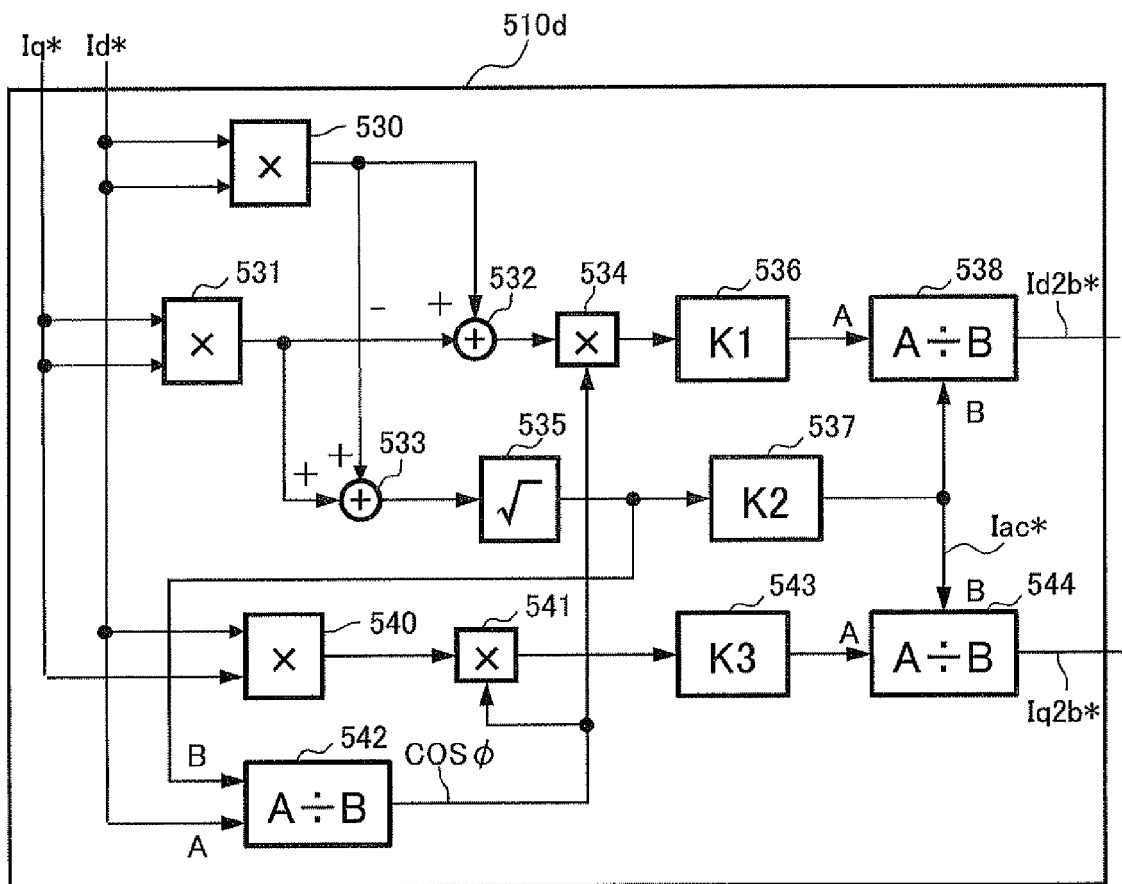 510d
Iq* Id*
530
×
531
×
532
+
-
+
534
×
536
K1
A
538
A÷B
Id2b*
B
533
+
+
+
535
√
537
K2
Iac*
540
×
541
×
543
K3
A
B
544
A÷B
Iq2b*
542
B
A÷B
A
COS φ